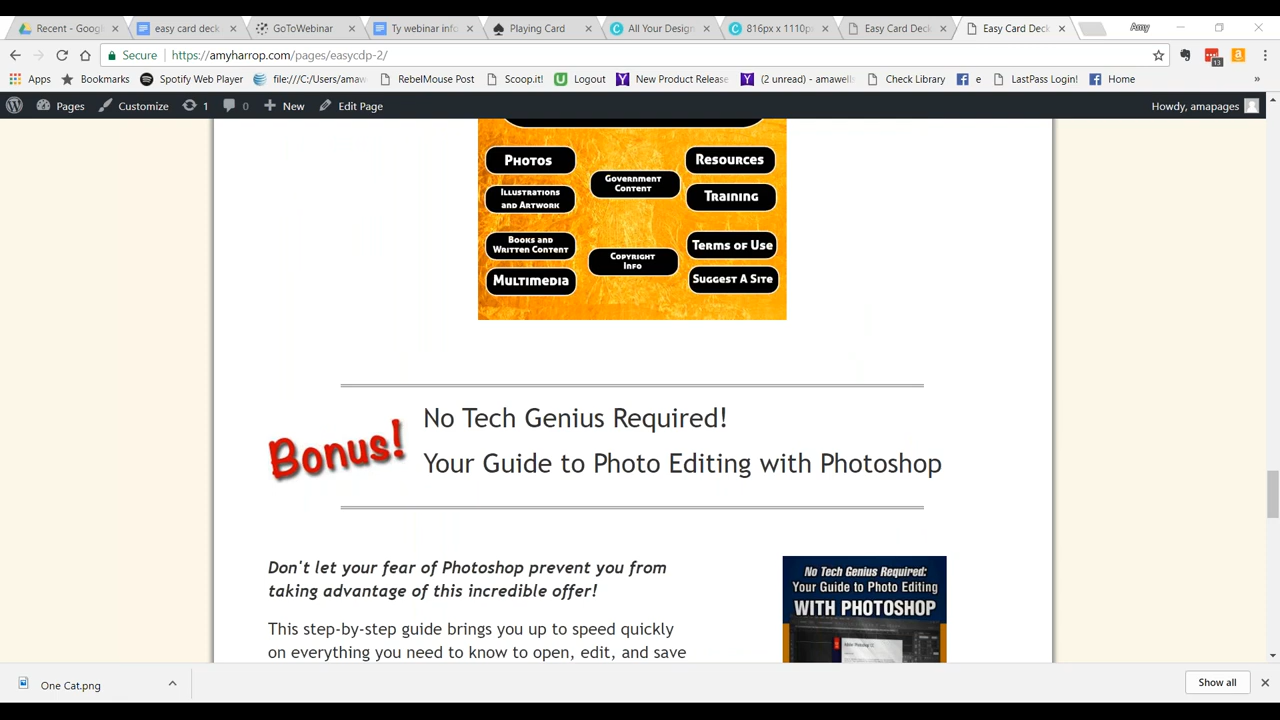 Recent - Goog
easy card deck
GoToWebinar
Ty webinar info
Playing Card
All Your Design
816px x 1110p
Easy Card Deck
Easy Card Deck
Amy
Secure
https://amyharrop.com/pages/easycdp-2/
13
Apps
Bookmarks
Spotify Web Player
file:///C:/Users/amaw
RebelMouse Post
Scoop.it!
Logout
New Product Relea
(2 unread) - amawell
Check Library
e
LastPass Login!
Home
»
Pages
Customize
1
0
New
Edit Page
Howdy, amapages
Photos
Resources
Government
Content
Illustrations
and Artwork
Training
Books and
Written Content
Terms of Use
Copyright
Info
Multimedia
Suggest A Site
Bonus!
No Tech Genius Required!
Your Guide to Photo Editing with Photoshop
Don't let your fear of Photoshop prevent you from
taking advantage of this incredible offer!
This step-by-step guide brings you up to speed quickly
on everything you need to know to open, edit, and save
No Tech Genius Required:
Your Guide to Photo Editing
WITH PHOTOSHOP
One Cat.png
Show all